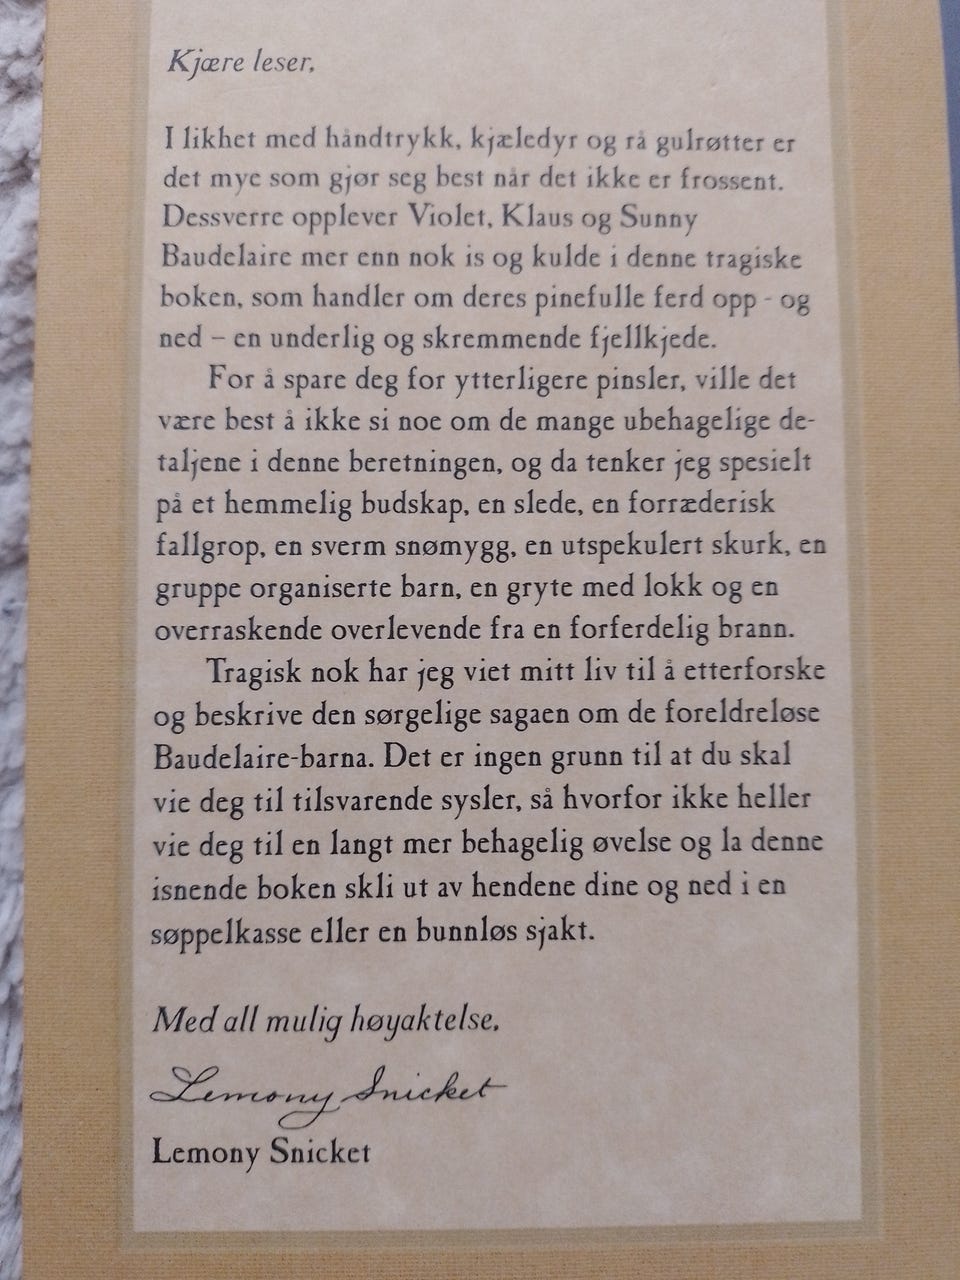 Kjære leser,
I likhet med håndtrykk, kjæledyr og rå gulrøtter er
det mye som gjør seg best når det ikke er frossent.
Dessverre opplever Violet, Klaus og Sunny
Baudelaire mer enn nok is og kulde i denne tragiske
boken, som handler om deres pinefulle ferd opp - og
ned – en underlig og skremmende fjellkjede.
For å spare deg for ytterligere pinsler, ville det
være best å ikke si noe om de mange ubehagelige de-
taljene i denne beretningen, og da tenker jeg spesielt
på et hemmelig budskap, en slede, en forræderisk
fallgrop, en sverm snømygg, en utspekulert skurk, en
gruppe organiserte barn, en gryte med lokk og en
overraskende overlevende fra en forferdelig brann.
Tragisk nok har jeg viet mitt liv til å etterforske
og beskrive den sørgelige sagaen om de foreldreløse
Baudelaire-barna. Det er ingen grunn til at du skal
vie deg til tilsvarende sysler, så hvorfor ikke heller
vie deg til en langt mer behagelig øvelse og la denne
isnende boken skli ut av hendene dine og ned i en
søppelkasse eller en bunnløs sjakt.
Med all mulig høyaktelse,
Lemony Snicket
Lemony Snicket